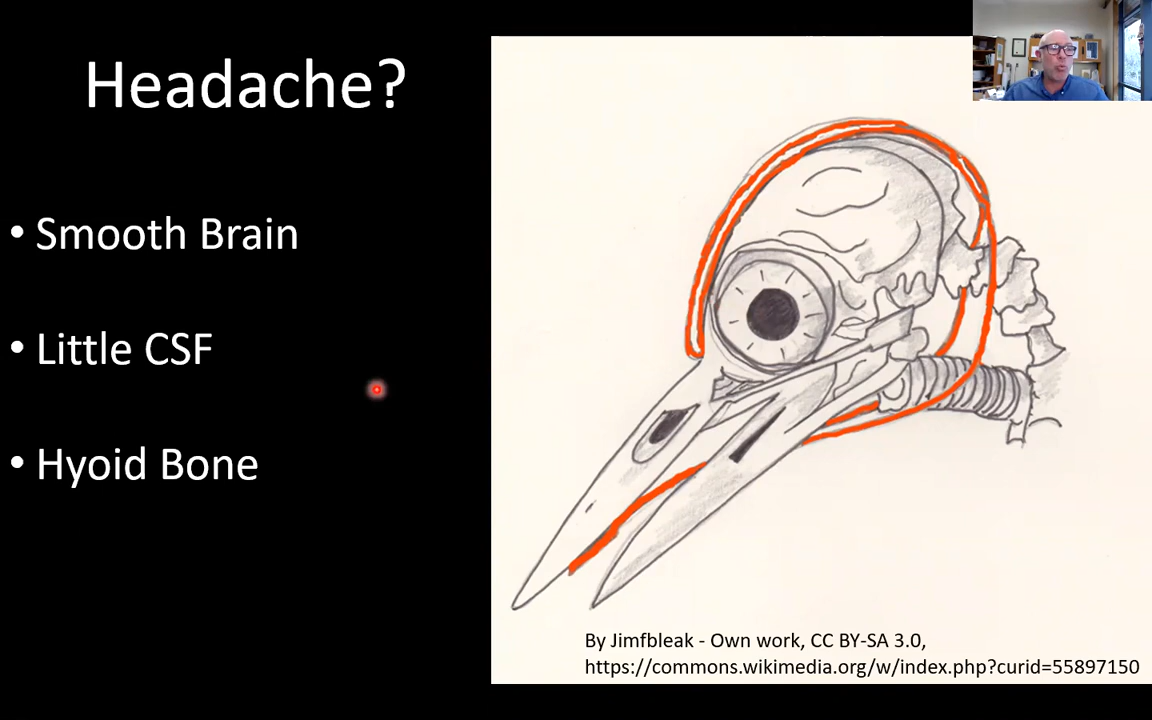 Headache?
• Smooth Brain
• Little CSF
• Hyoid Bone
By Jimfbleak - Own work, CC BY-SA 3.0,
https://commons.wikimedia.org/w/index.php?curid=55897150